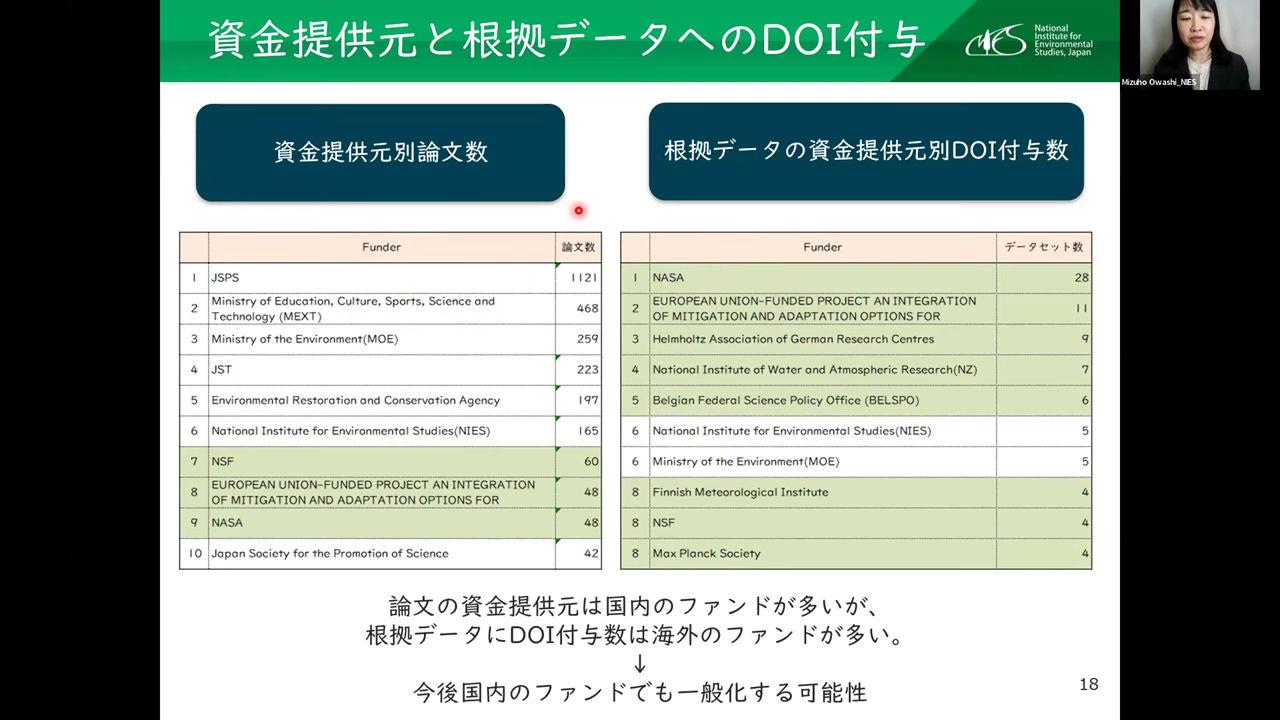 資金提供元と根拠データへのDOI付与
National
Institute for
Environmental
Studies, Japan
Mizuho Owashi_NIES
資金提供元別論文数
根拠データの資金提供元別DOI付与数
Funder 論文数
1 JSPS 1121
2 Ministry of Education, Culture, Sports, Science and
Technology (MEXT) 468
3 Ministry of the Environment(MOE) 259
4 JST 223
5 Environmental Restoration and Conservation Agency 197
6 National Institute for Environmental Studies(NIES) 165
7 NSF 60
8 EUROPEAN UNION-FUNDED PROJECT AN INTEGRATION
OF MITIGATION AND ADAPTATION OPTIONS FOR 48
9 NASA 48
10 Japan Society for the Promotion of Science 42
Funder データセット数
1 NASA 28
2 EUROPEAN UNION-FUNDED PROJECT AN INTEGRATION
OF MITIGATION AND ADAPTATION OPTIONS FOR 11
3 Helmholtz Association of German Research Centres 9
4 National Institute of Water and Atmospheric Research(NZ) 7
5 Belgian Federal Science Policy Office (BELSPO) 6
6 National Institute for Environmental Studies(NIES) 5
6 Ministry of the Environment(MOE) 5
8 Finnish Meteorological Institute 4
8 NSF 4
8 Max Planck Society 4
論文の資金提供元は国内のファンドが多いが、
根拠データにDOI付与数は海外のファンドが多い。
↓
今後国内のファンドでも一般化する可能性
18